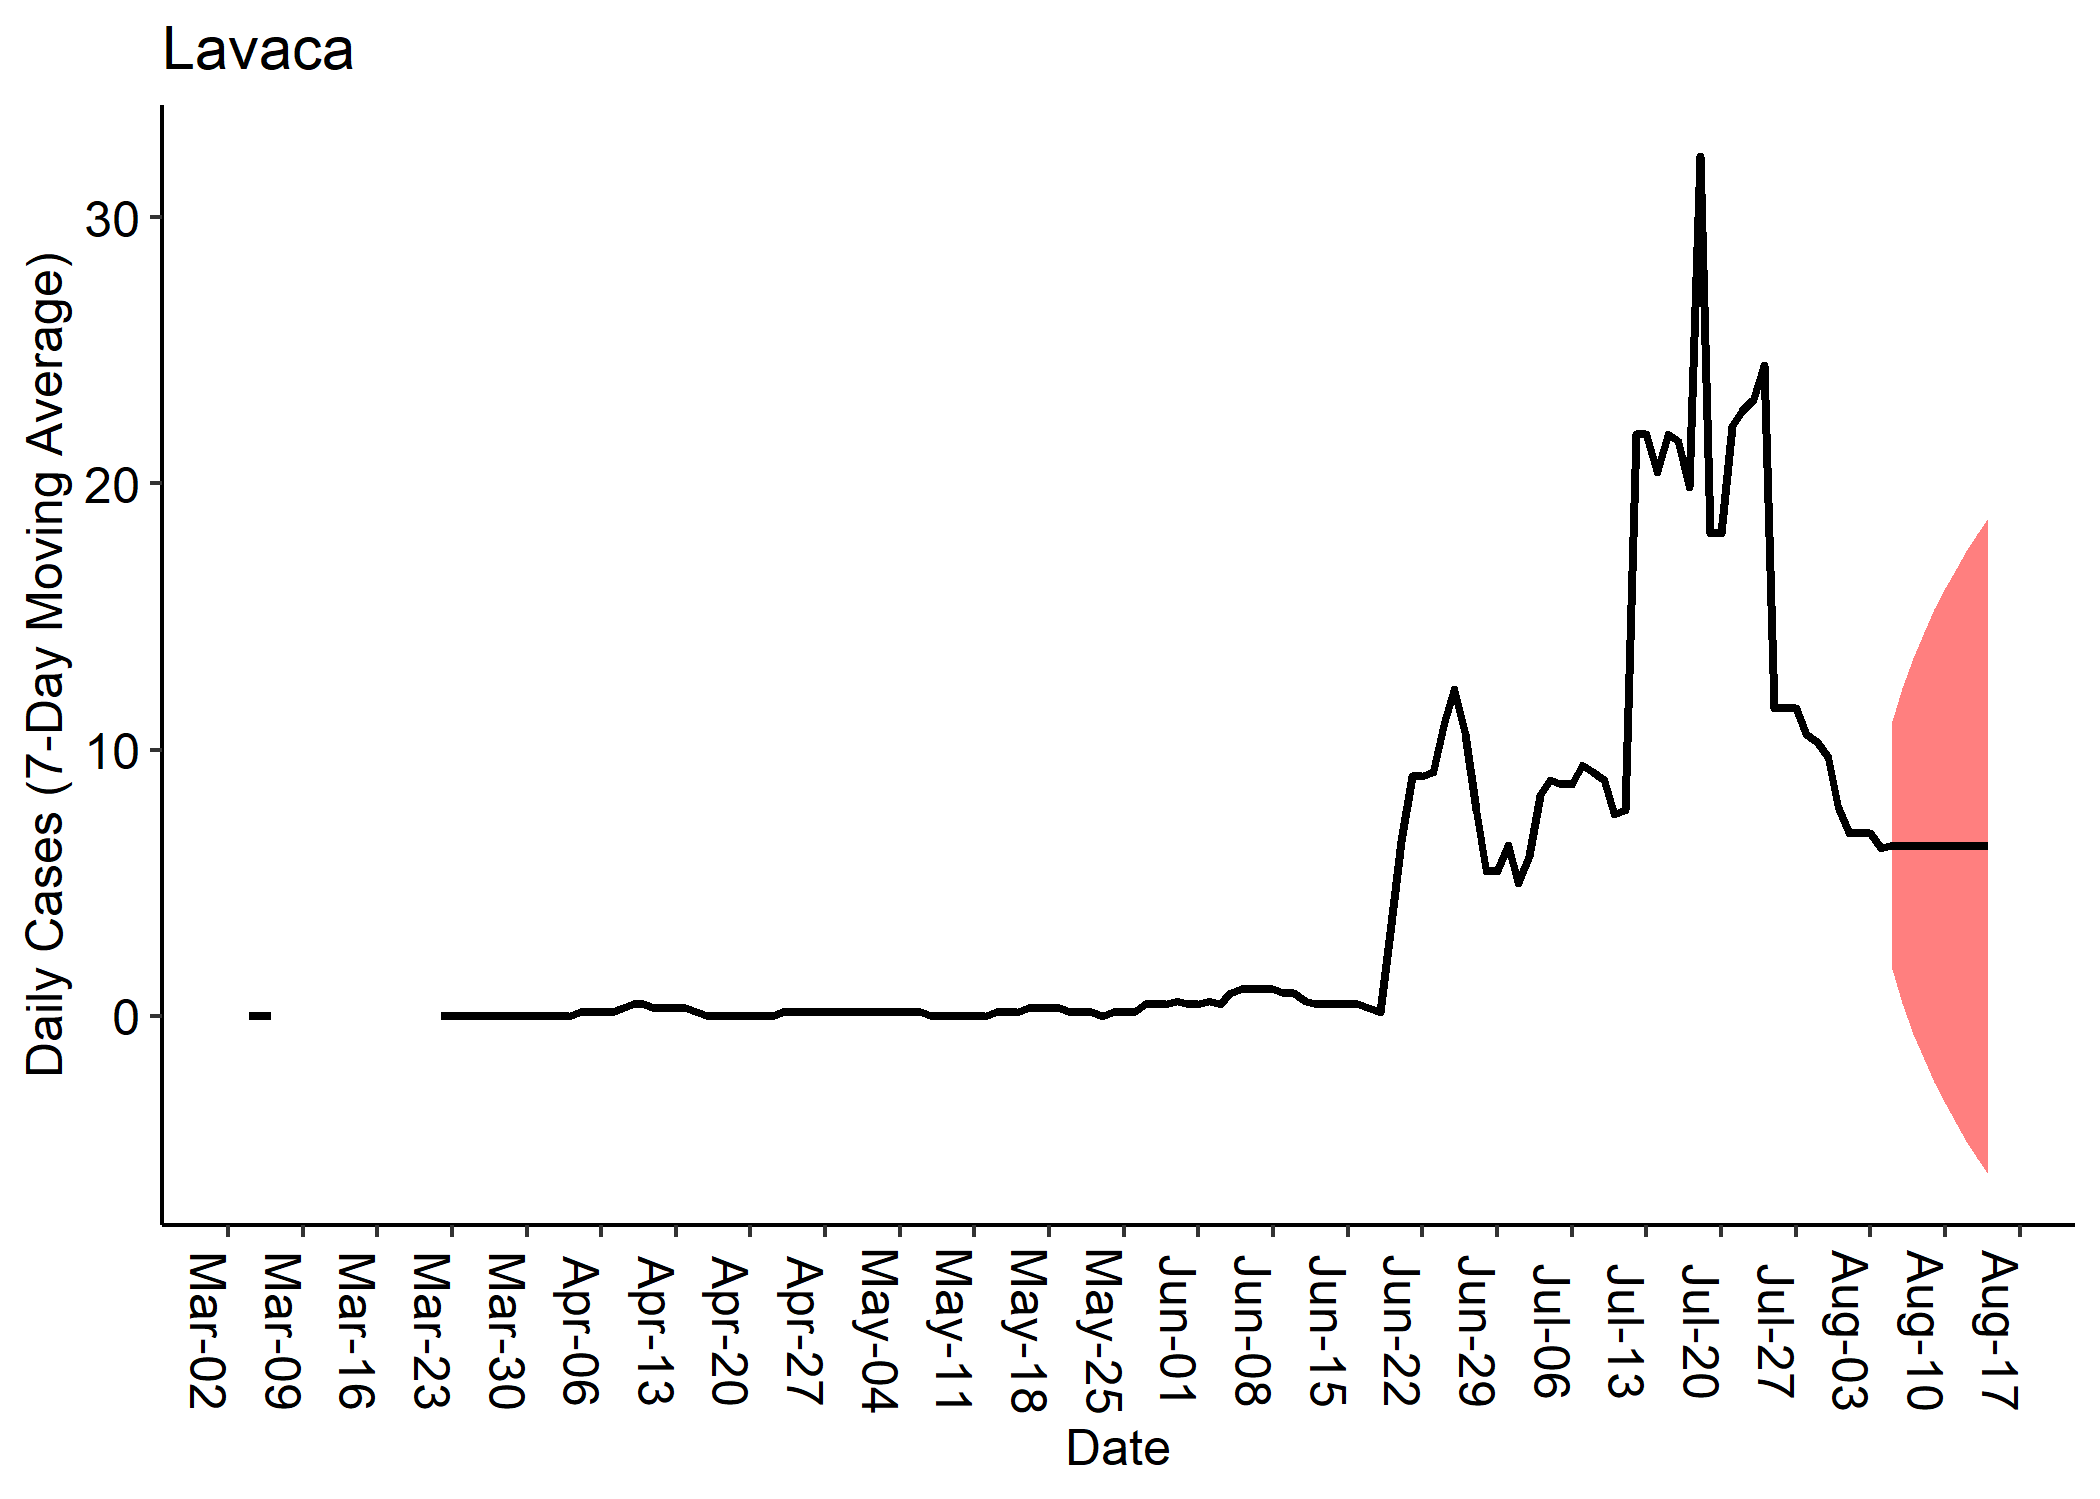 Lavaca
Daily Cases (7-Day Moving Average)
30
20
10
0
Mar-02
Mar-09
Mar-16
Mar-23
Mar-30
Apr-06
Apr-13
Apr-20
Apr-27
May-04
May-11
May-18
May-25
Jun-01
Jun-08
Jun-15
Jun-22
Jun-29
Jul-06
Jul-13
Jul-20
Jul-27
Aug-03
Aug-10
Aug-17
Date